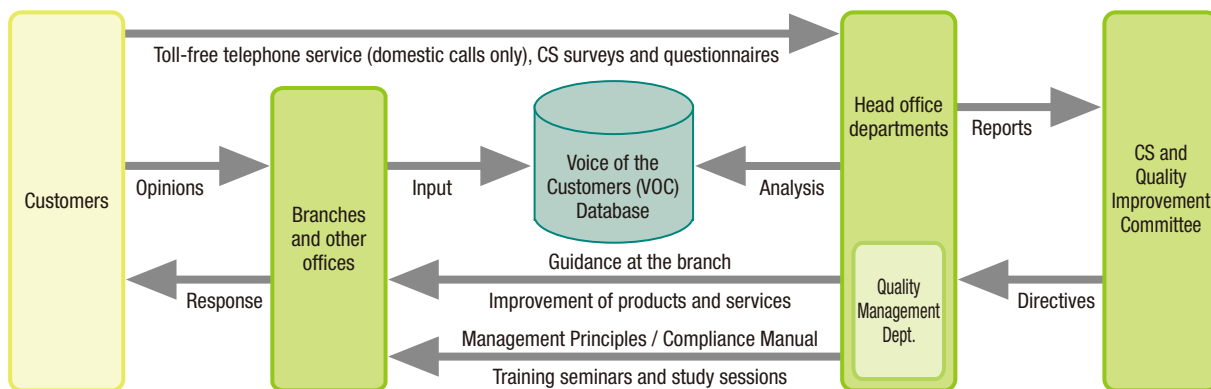 Toll-free telephone service (domestic calls only), CS surveys and questionnaires
Customers
Opinions
Response
Branches
and other
offices
Input
Voice of the
Customers (VOC)
Database
Analysis
Guidance at the branch
Improvement of products and services
Management Principles / Compliance Manual
Training seminars and study sessions
Head office
departments
Quality
Management
Dept.
Reports
Directives
CS and
Quality
Improvement
Committee